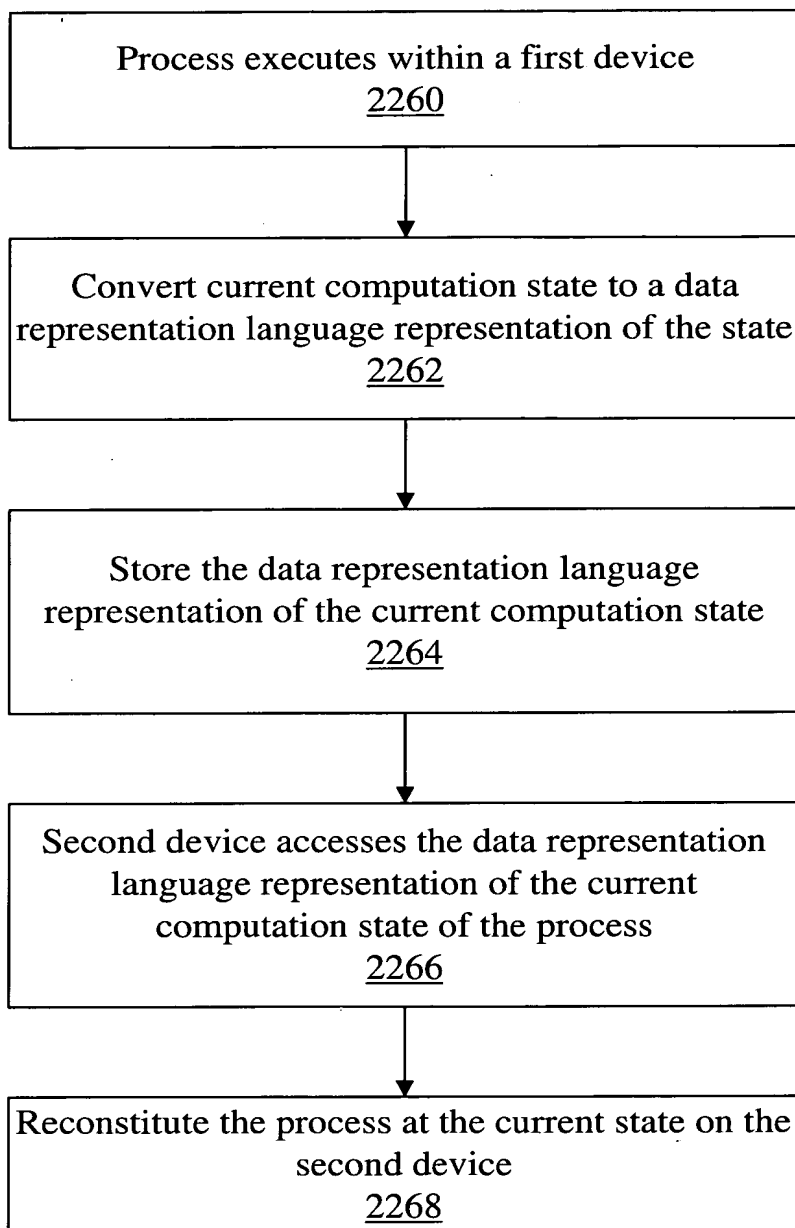 Process executes within a first device
2260
Convert current computation state to a data
representation language representation of the state
2262
Store the data representation language
representation of the current computation state
2264
Second device accesses the data representation
language representation of the current
computation state of the process
2266
Reconstitute the process at the current state on the
second device
2268